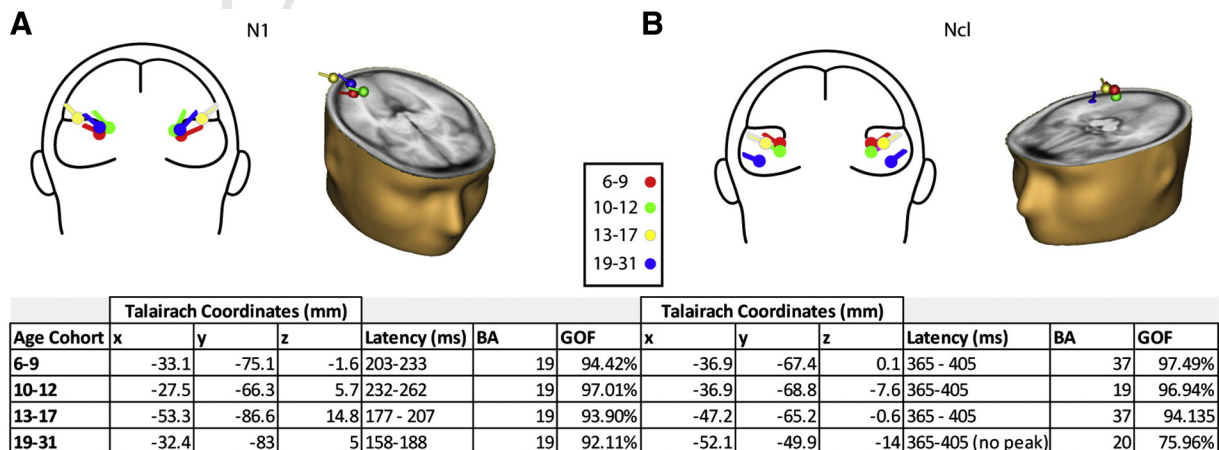 A
N1
B
Ncl
6-9
10-12
13-17
19-31
Talairach Coordinates (mm) Talairach Coordinates (mm)
Age Cohort x y z Latency (ms) BA GOF x y z Latency (ms) BA GOF
6-9 -33.1 -75.1 -1.6 203-233 19 94.42% -36.9 -67.4 0.1 365 - 405 37 97.49%
10-12 -27.5 -66.3 5.7 232-262 19 97.01% -36.9 -68.8 -7.6 365-405 19 96.94%
13-17 -53.3 -86.6 14.8 177 - 207 19 93.90% -47.2 -65.2 -0.6 365 - 405 37 94.135
19-31 -32.4 -83 5 158-188 19 92.11% -52.1 -49.9 -14 365-405 (no peak) 20 75.96%